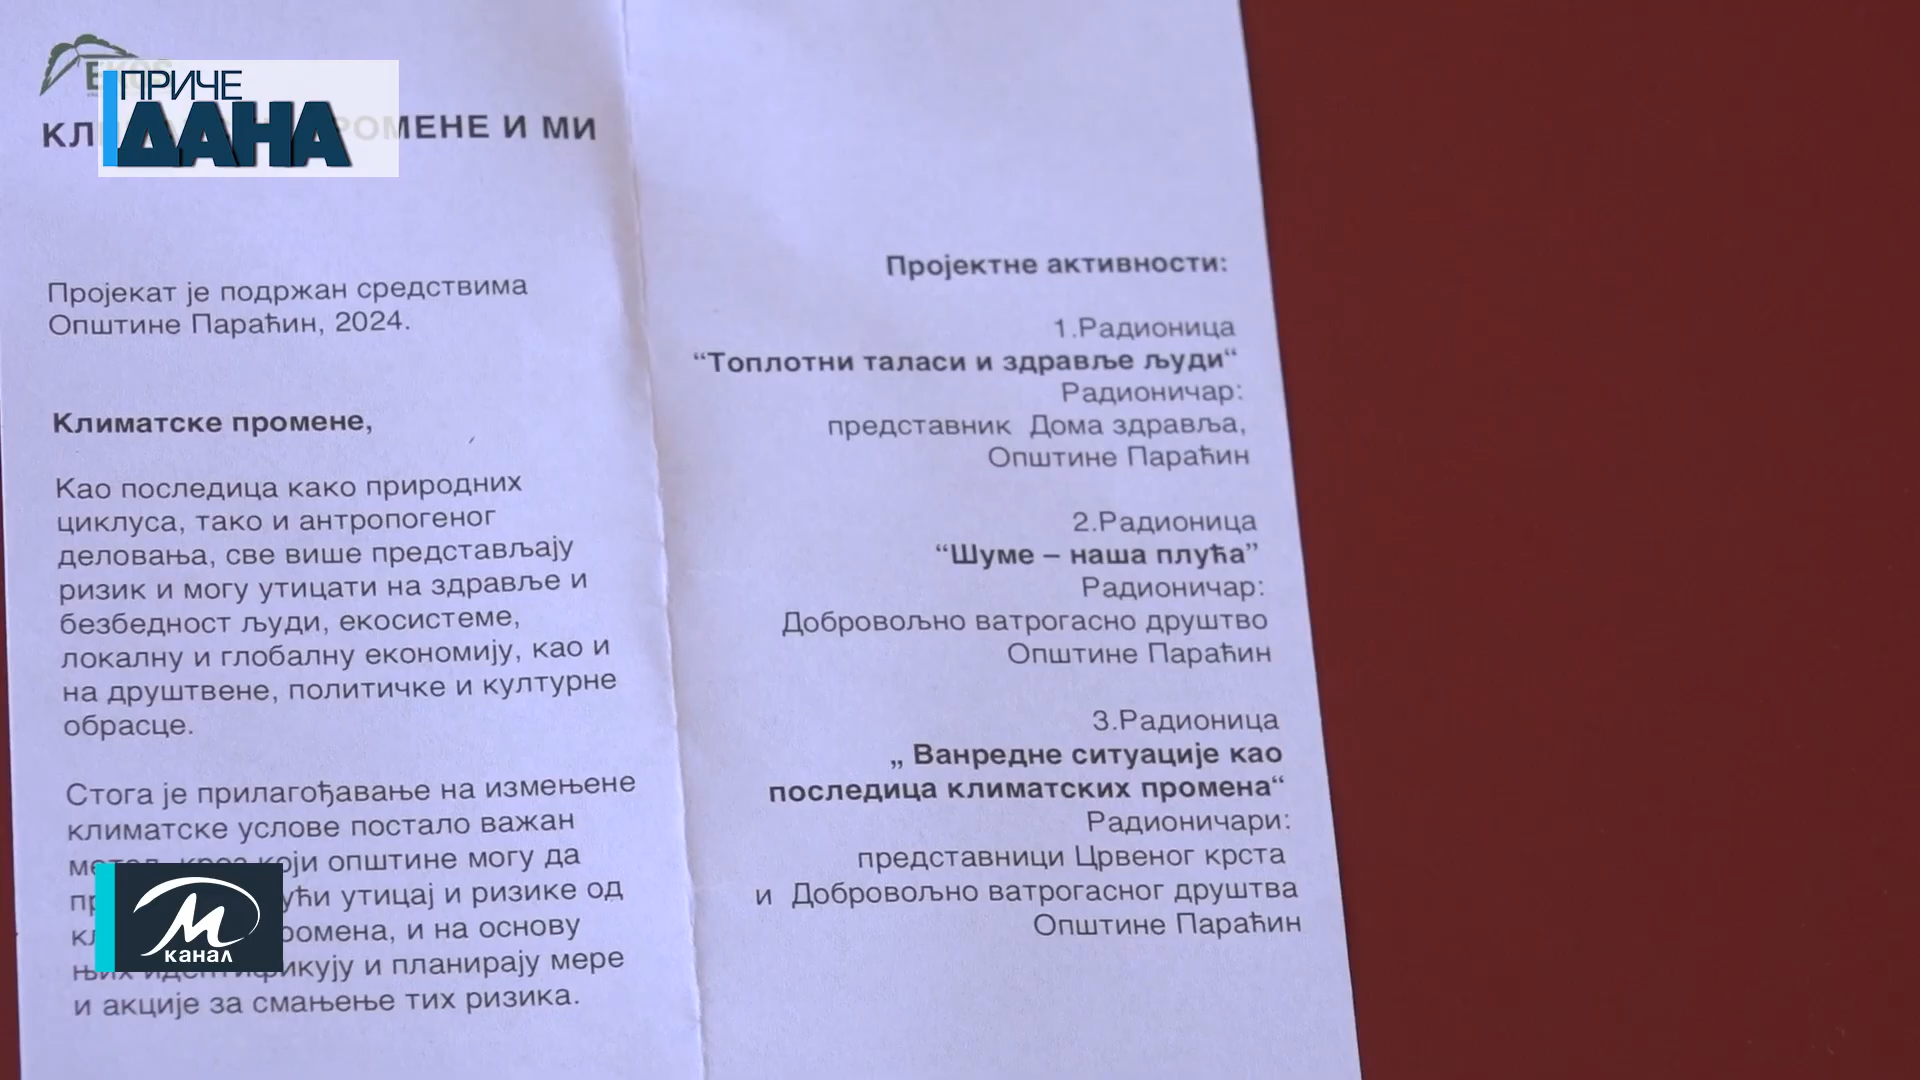 ПРИЧЕ
ДАНА
ПРОМЕНЕ И МИ
Пројекат је подржан средствима
Општине Параћин, 2024.
Климатске промене,
Као последица како природних
циклуса, тако и антропогеног
деловања, све више представљају
ризик и могу утицати на здравље и
безбедност људи, екосистеме,
локалну и глобалну економију, као и
на друштвене, политичке и културне
обрасце.
Стога је прилагођавање на измењене
климатске услове постало важан
кроз који општине могу да
утицај и ризике од
и на основу
њих идентификују и планирају мере
и акције за смањење тих ризика.
Пројектне активности:
1.Радионица
“Топлотни таласи и здравље људи“
Радионичар:
представник Дома здравља,
Општине Параћин
2.Радионица
“Шуме – наша плућа”
Радионичар:
Добровољно ватрогасно друштво
Општине Параћин
3.Радионица
„ Ванредне ситуације као
последица климатских промена“
Радионичари:
представници Црвеног крста
и Добровољно ватрогасног друштва
Општине Параћин
М
канал